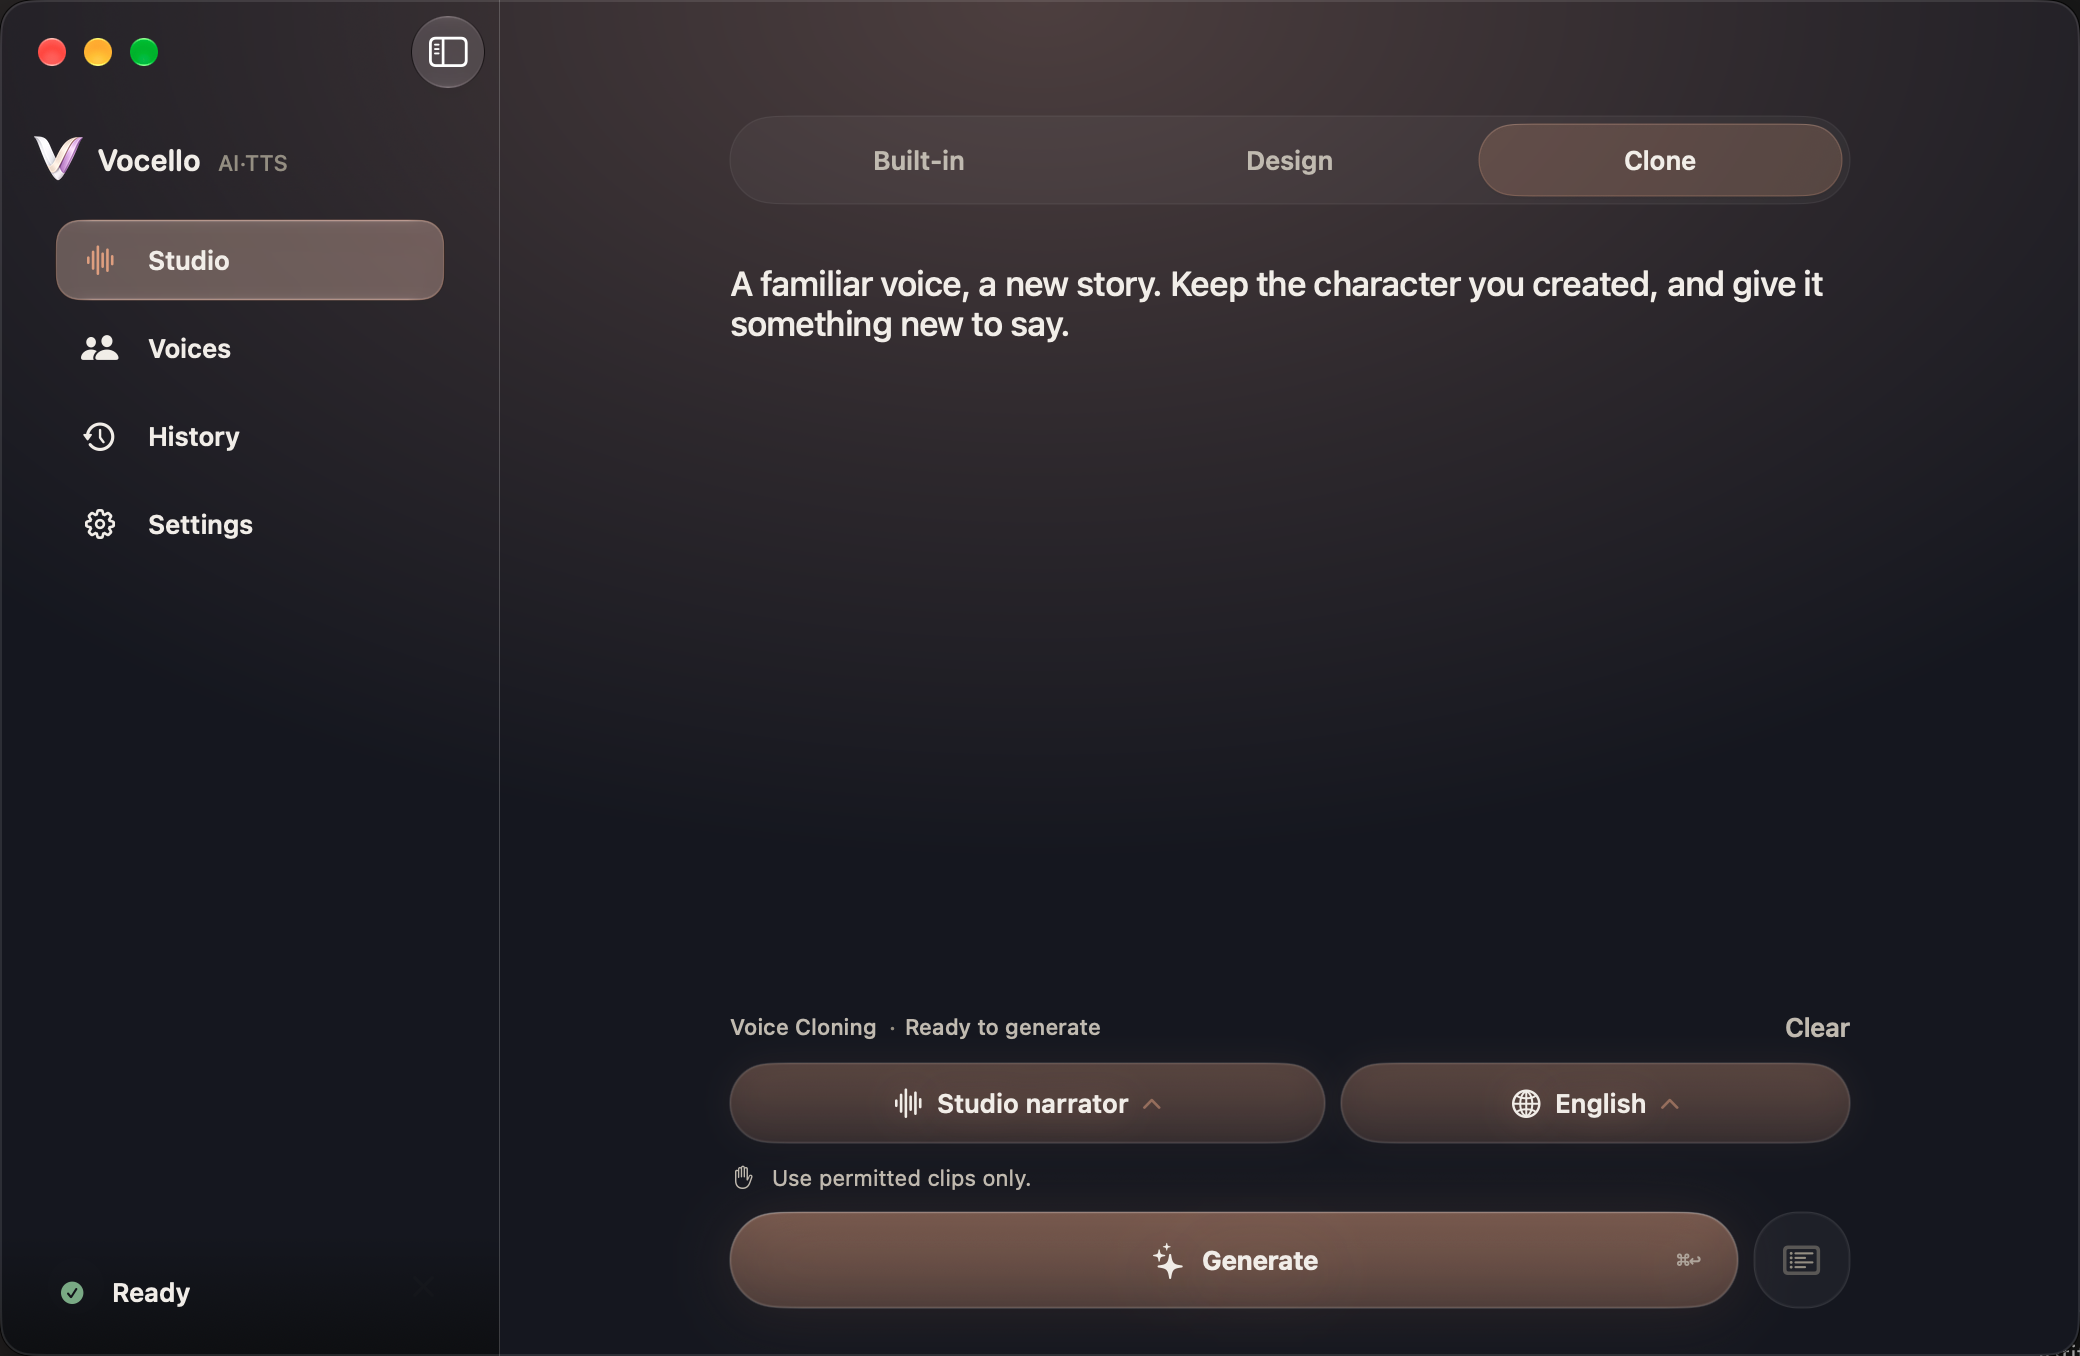 Vocello AI·TTS
Studio
Voices
History
Settings
Ready
Built-in
Design
Clone
A familiar voice, a new story. Keep the character you created, and give it
something new to say.
Voice Cloning · Ready to generate
Clear
Studio narrator
English
Use permitted clips only.
Generate ⌘↩